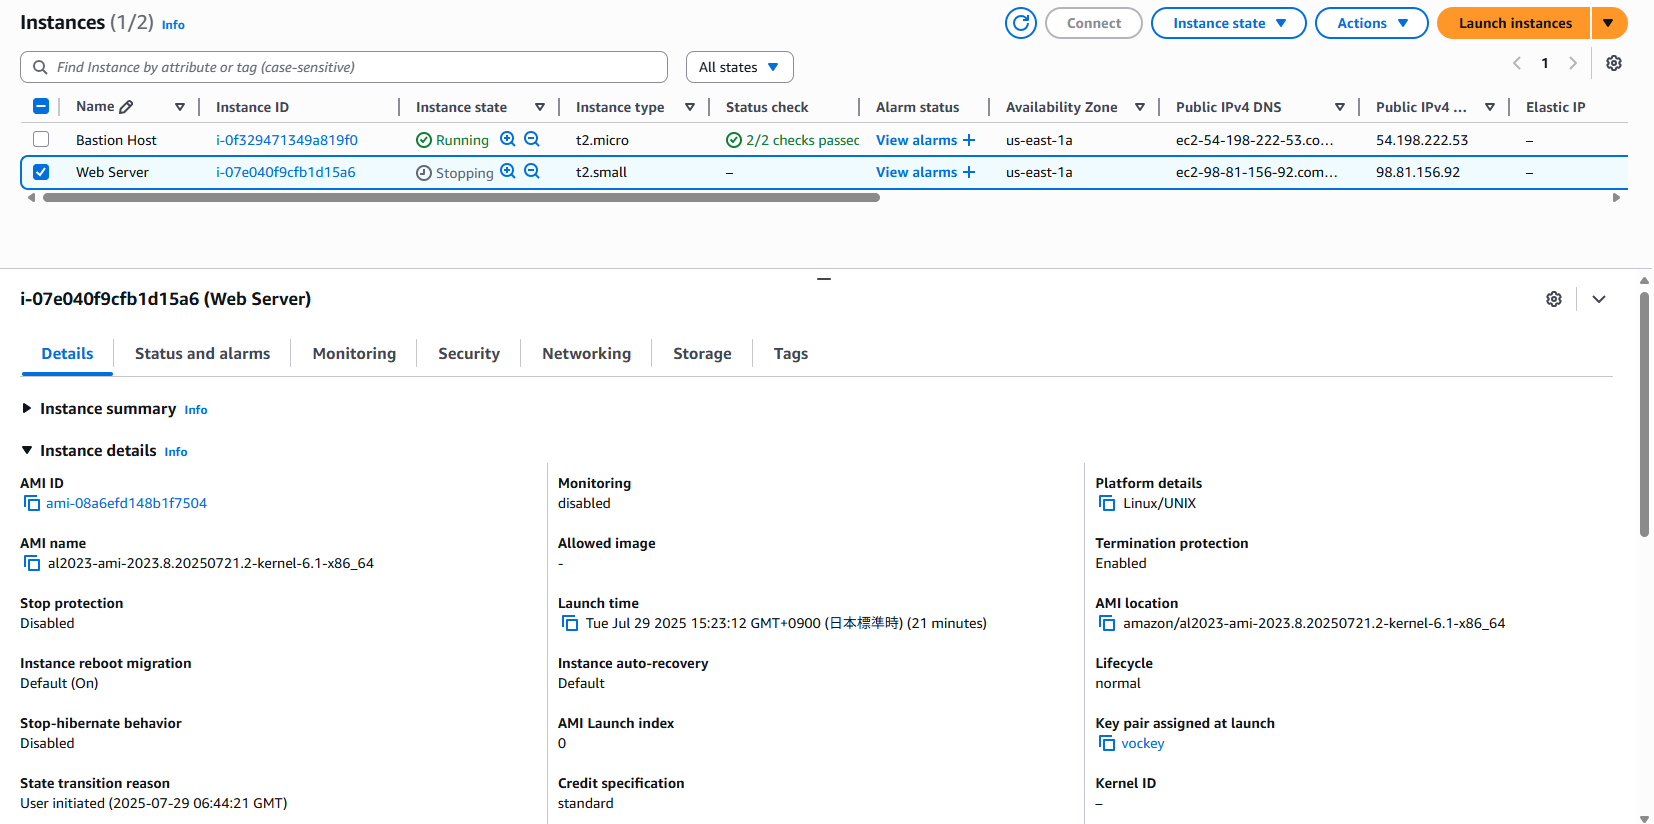 Instances (1/2) Info
Connect
Instance state
Actions
Launch instances
Find Instance by attribute or tag (case-sensitive)
All states
1
Name
Instance ID
Instance state
Instance type
Status check
Alarm status
Availability Zone
Public IPv4 DNS
Public IPv4 ...
Elastic IP
Bastion Host
i-0f329471349a819f0
Running
t2.micro
2/2 checks passec
View alarms +
us-east-1a
ec2-54-198-222-53.co...
54.198.222.53
–
Web Server
i-07e040f9cfb1d15a6
Stopping
t2.small
–
View alarms +
us-east-1a
ec2-98-81-156-92.com...
98.81.156.92
–
i-07e040f9cfb1d15a6 (Web Server)
Details
Status and alarms
Monitoring
Security
Networking
Storage
Tags
Instance summary Info
Instance details Info
AMI ID
ami-08a6efd148b1f7504
Monitoring
disabled
Platform details
Linux/UNIX
AMI name
al2023-ami-2023.8.20250721.2-kernel-6.1-x86_64
Allowed image
-
Termination protection
Enabled
Stop protection
Disabled
Launch time
Tue Jul 29 2025 15:23:12 GMT+0900 (日本標準時) (21 minutes)
AMI location
amazon/al2023-ami-2023.8.20250721.2-kernel-6.1-x86_64
Instance reboot migration
Default (On)
Instance auto-recovery
Default
Lifecycle
normal
Stop-hibernate behavior
Disabled
AMI Launch index
0
Key pair assigned at launch
vockey
State transition reason
User initiated (2025-07-29 06:44:21 GMT)
Credit specification
standard
Kernel ID
–